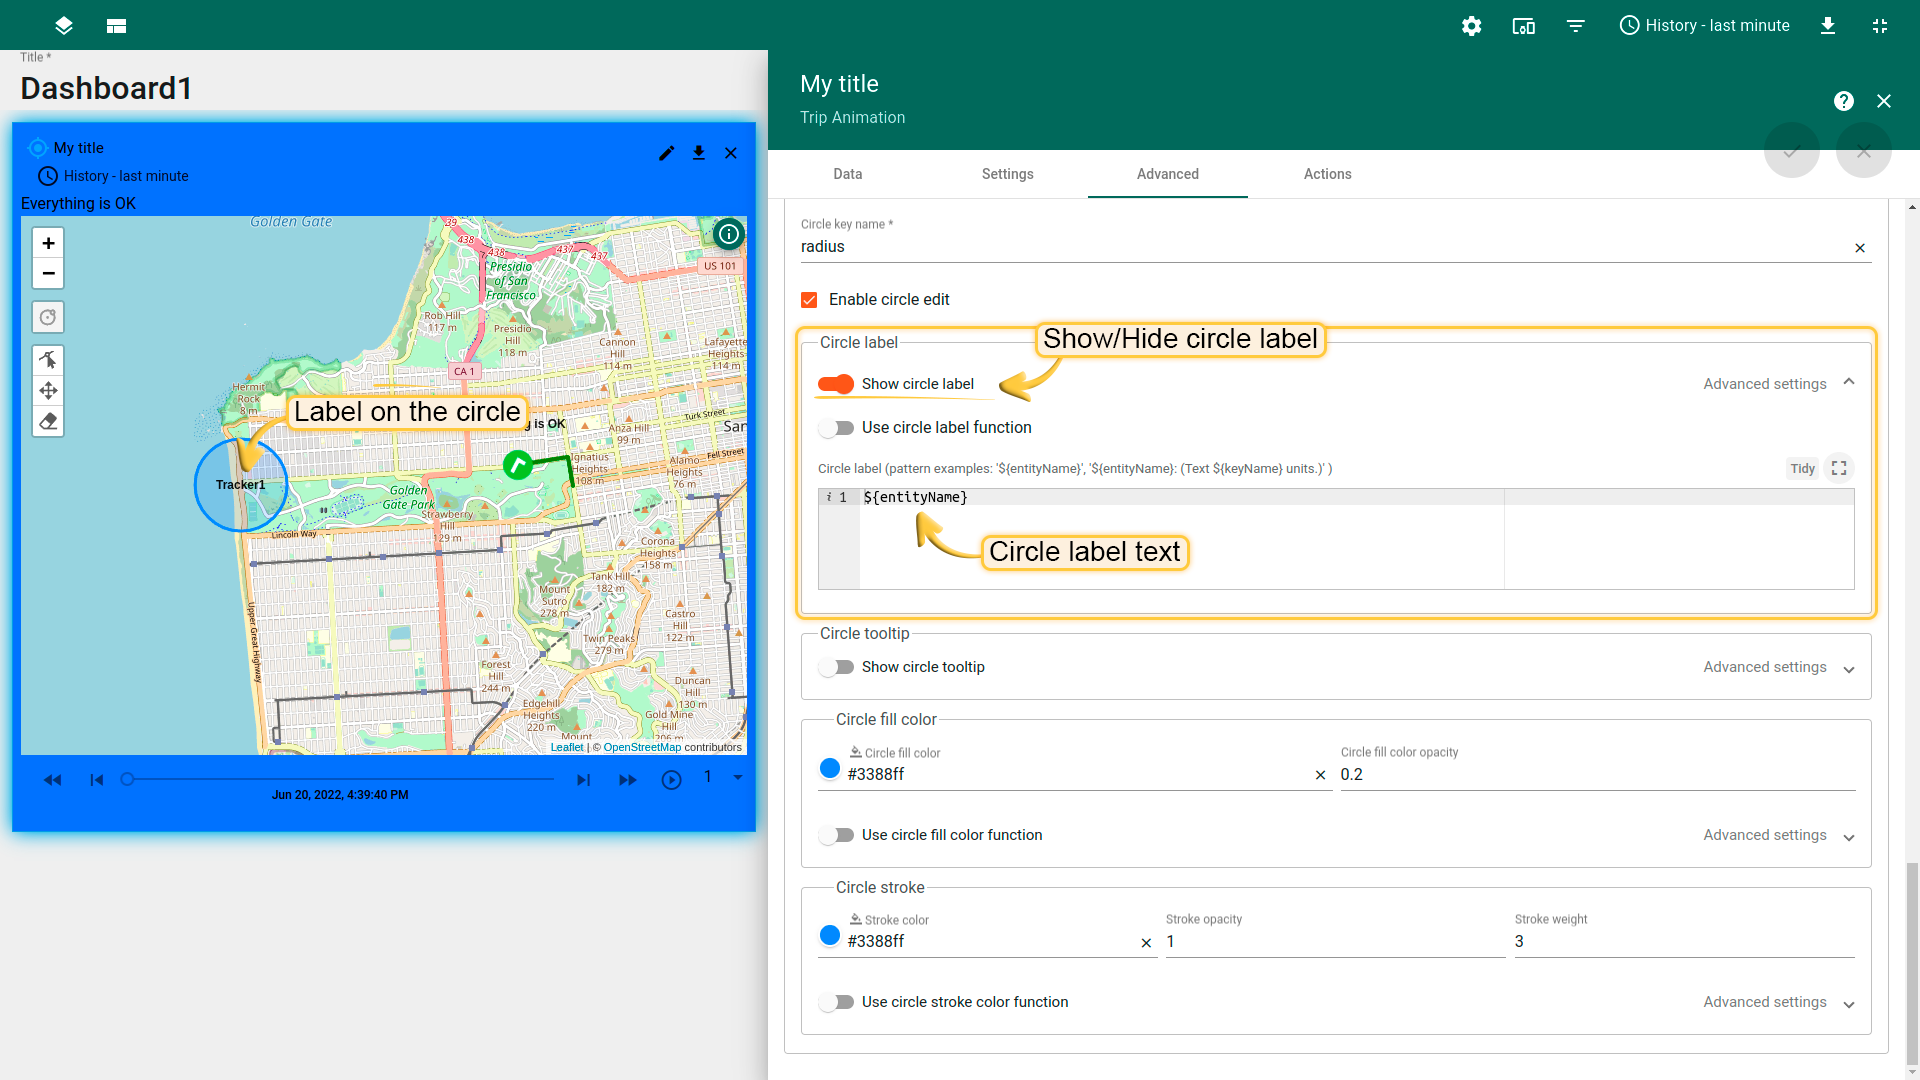 History - last minute
Title *
Dashboard1
My title
History - last minute
Everything is OK
Golden Gate
39
438
438
437
437
US 101
Presidio
of San
Francisco
Rob Hill
117 m
Presidio
Hill
118 m
Cannon
Hill
114 m
Lafayette
Heights
114 m
CA 1
Hermit
Rock
8 m
Label on the circle
g is OK
Turk Street
Anza Hill
99 m
San
Fell Street
Tracker1
Ignatius
Heights
108 m
Alamo
Heights
76 m
Golden
Gate Park
Strawberry
Hill
129 m
Lincoln Way
Corona
Heights
158 m
Tank Hill
182 m
Mount
Sutro
278 m
Castro
Hill
122 m
Upper Great Highway
Twin Peaks
279 m
Forest
Hill
244 m
Duncan
Hill
130 m
Edgehill
Heights
220 m
Gold Mine
Hill
206 m
Mount
Leaflet | © OpenStreetMap contributors
1
Jun 20, 2022, 4:39:40 PM
My title
Trip Animation
Data
Settings
Advanced
Actions
Circle key name *
radius
Enable circle edit
Circle label
Show/Hide circle label
Show circle label
Advanced settings
Use circle label function
Circle label (pattern examples: '${entityName}', '${entityName}: (Text ${keyName} units.)' )
Tidy
i 1 ${entityName}
Circle label text
Circle tooltip
Show circle tooltip
Advanced settings
Circle fill color
Circle fill color
#3388ff
Circle fill color opacity
0.2
Use circle fill color function
Advanced settings
Circle stroke
Stroke color
#3388ff
Stroke opacity
1
Stroke weight
3
Use circle stroke color function
Advanced settings